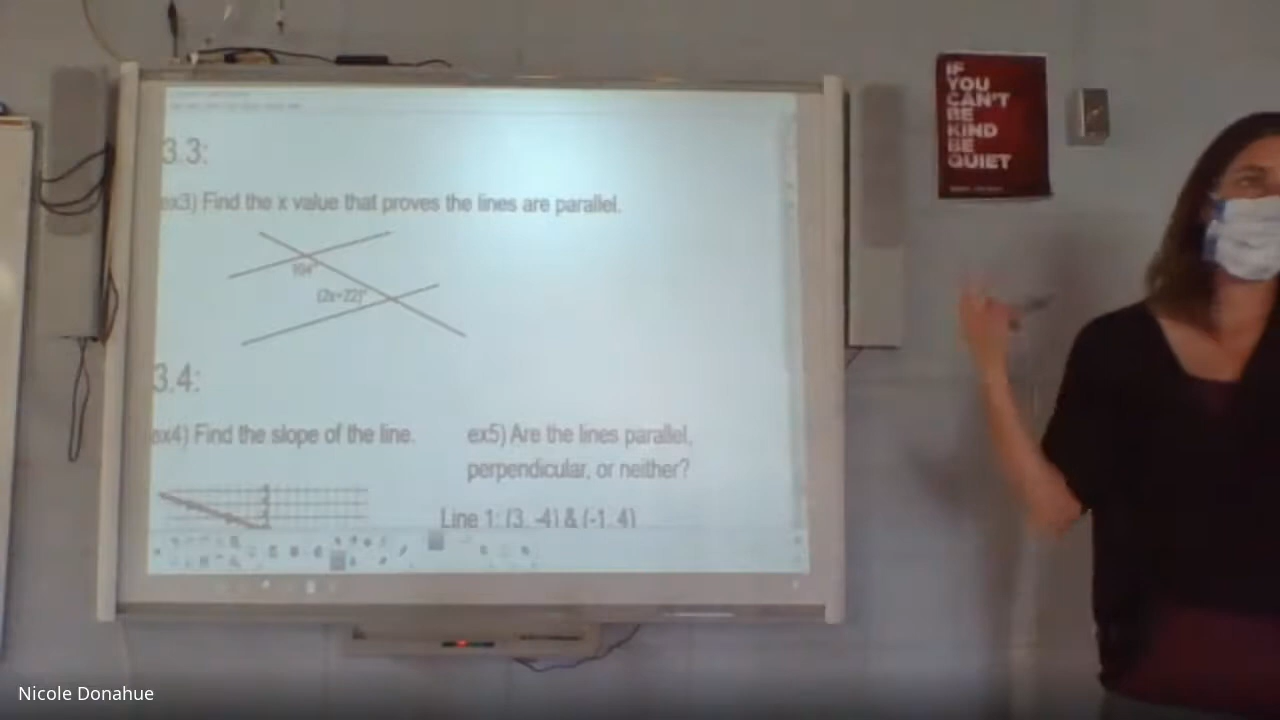 3.3:
ex3) Find the x value that proves the lines are parallel.
(2x+22)°
3.4:
ex4) Find the slope of the line.
ex5) Are the lines parallel,
perpendicular, or neither?
Line 1: (3, -4) & (-1, 4)
IF
YOU
CAN'T
BE
KIND
BE
QUIET
Nicole Donahue